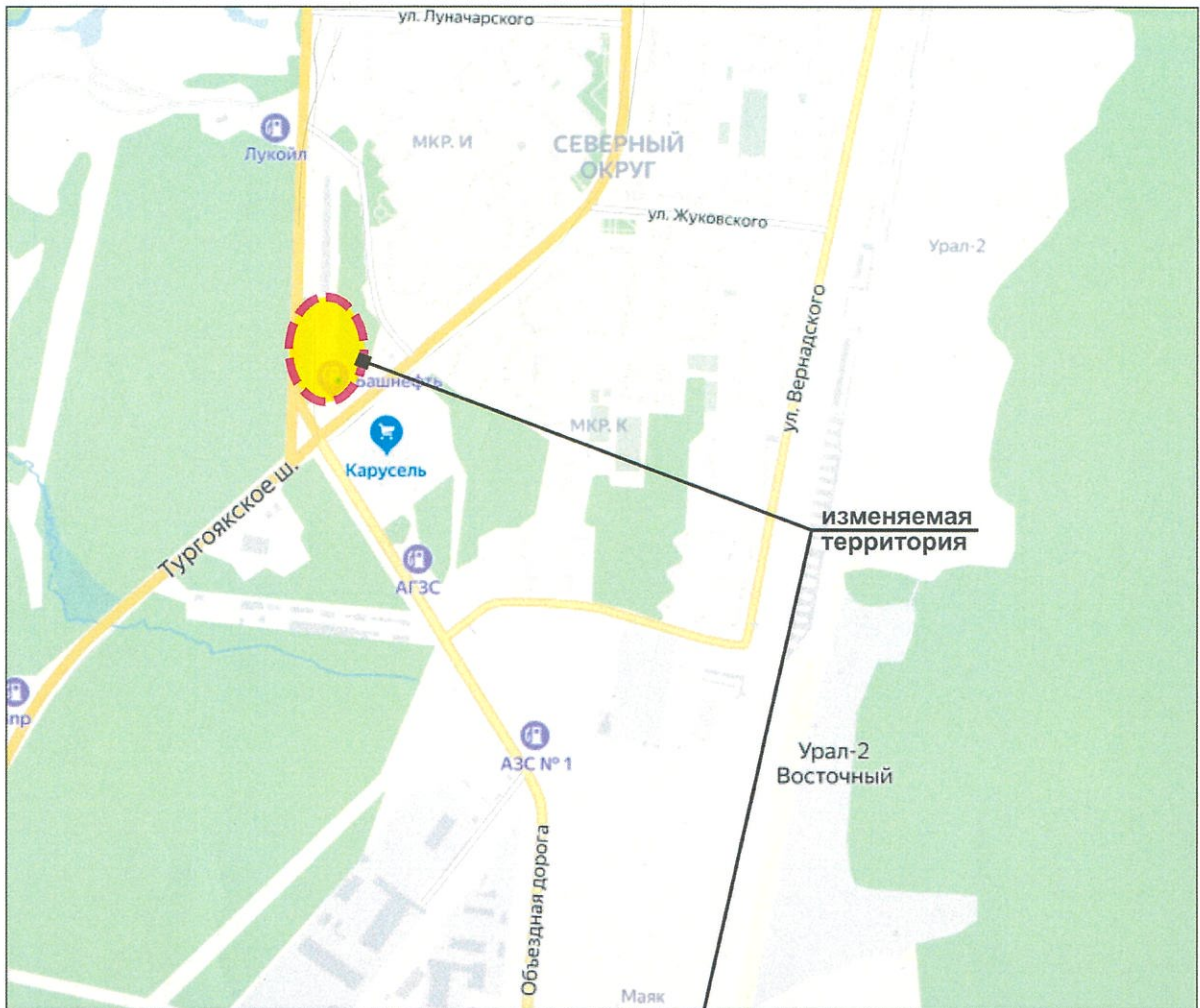 ул. Луначарского
Лукойл
МКР. И
СЕВЕРНЫЙ
ОКРУГ
ул. Жуковского
Урал-2
ул. Вернадского
Башнефть
МКР. К
Карусель
Тургоякское ш.
изменяемая
территория
АГЗС
пр
АЗС № 1
Урал-2
Восточный
Объездная дорога
Маяк